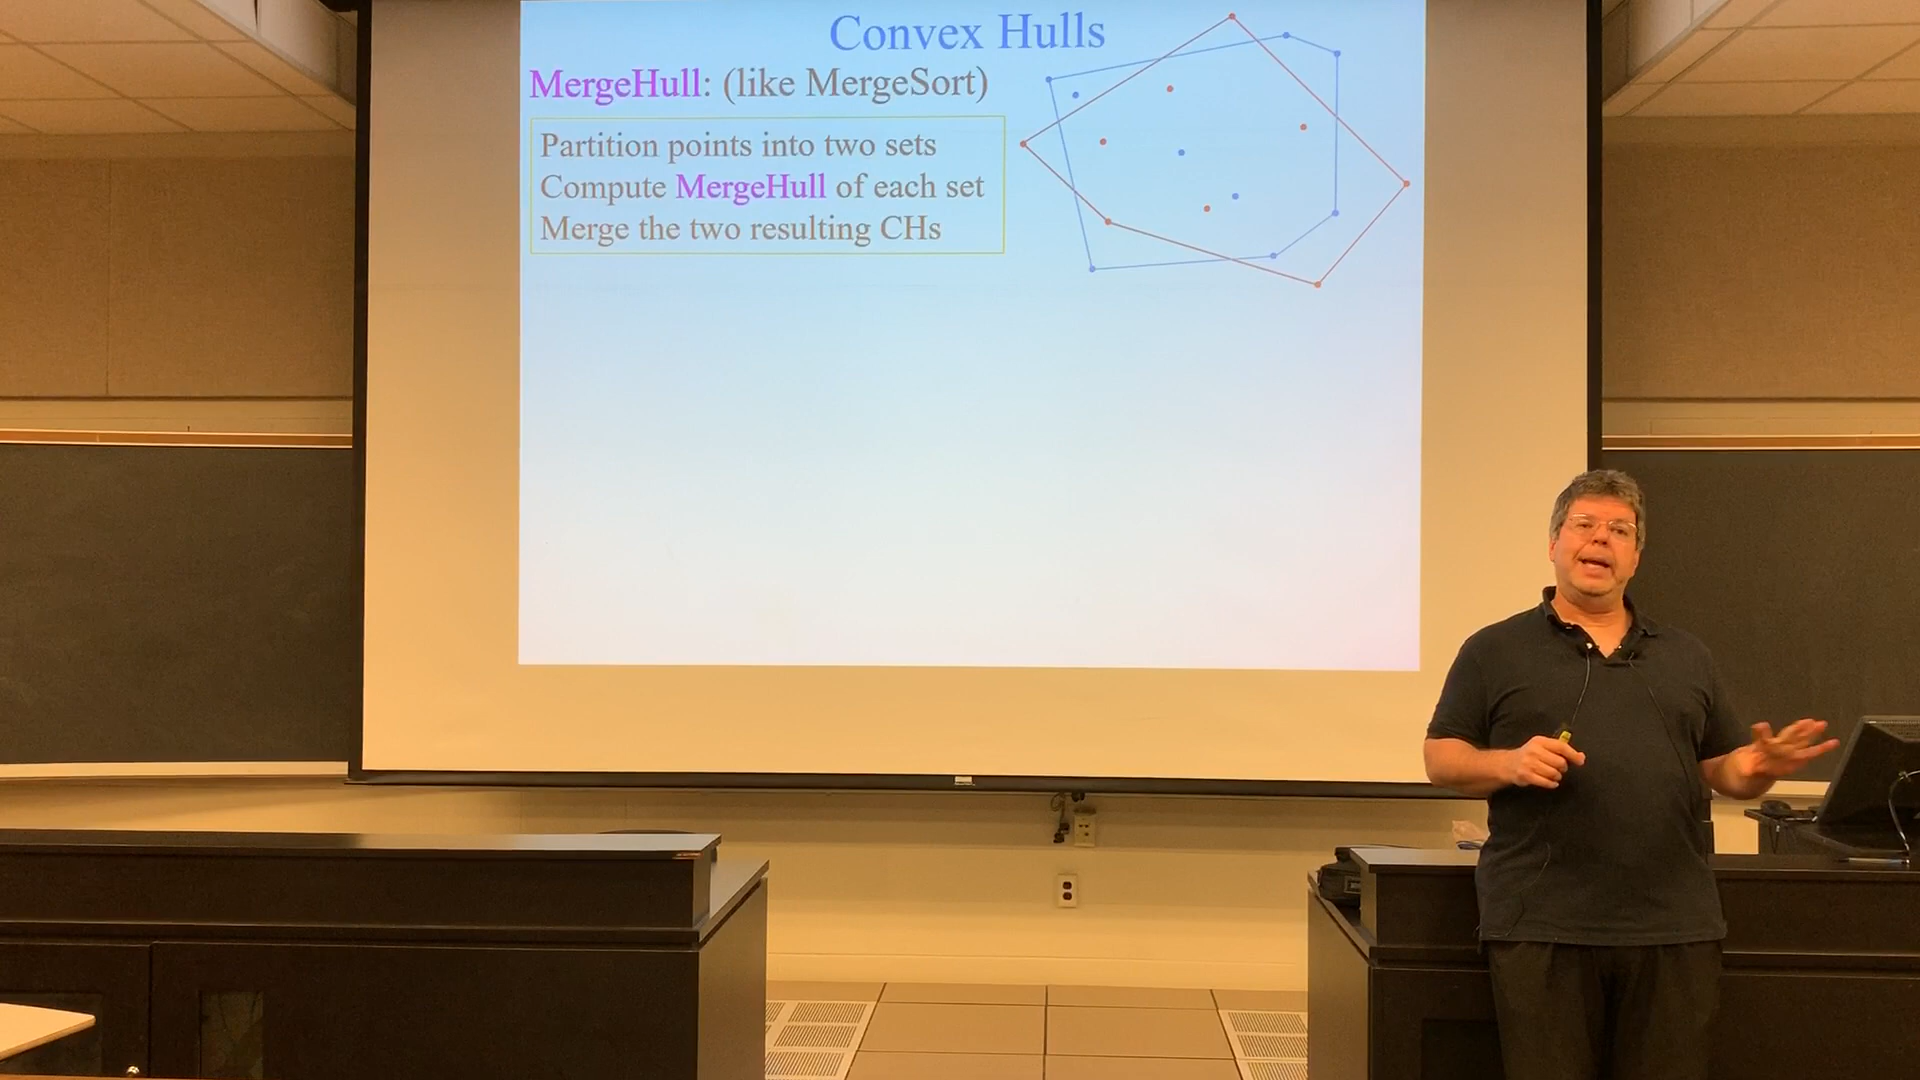 Convex Hulls
MergeHull: (like MergeSort)
Partition points into two sets
Compute MergeHull of each set
Merge the two resulting CHs